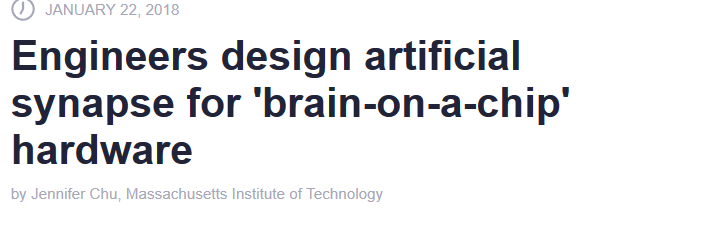 JANUARY 22, 2018
Engineers design artificial
synapse for 'brain-on-a-chip'
hardware
by Jennifer Chu, Massachusetts Institute of Technology